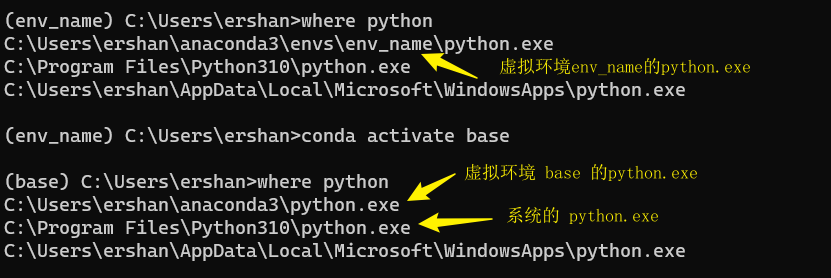 (env_name) C:\Users\ershan>where python
C:\Users\ershan\anaconda3\envs\env_name\python.exe
C:\Program Files\Python310\python.exe
虚拟环境env_name的python.exe
C:\Users\ershan\AppData\Local\Microsoft\WindowsApps\python.exe
(env_name) C:\Users\ershan>conda activate base
(base) C:\Users\ershan>where python
虚拟环境 base 的python.exe
C:\Users\ershan\anaconda3\python.exe
C:\Program Files\Python310\python.exe
系统的 python.exe
C:\Users\ershan\AppData\Local\Microsoft\WindowsApps\python.exe